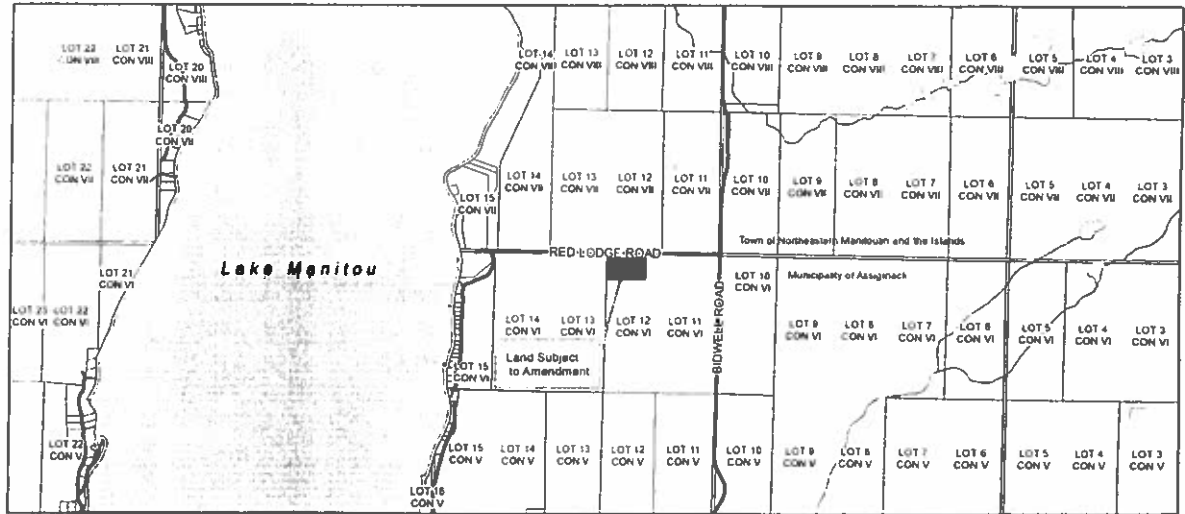 LOT 22
CON VIII
LOT 21
CON VIII
LOT 20
CON VIII
LOT 14
CON VIII
LOT 13
CON VIII
LOT 12
CON VIII
LOT 11
CON VIII
LOT 10
CON VIII
LOT 9
CON VIII
LOT 8
CON VIII
LOT 7
CON VIII
LOT 6
CON VIII
LOT 5
CON VIII
LOT 4
CON VIII
LOT 3
CON VIII
LOT 20
CON VII
LOT 22
CON VII
LOT 21
CON VII
LOT 15
CON VII
LOT 14
CON VII
LOT 13
CON VII
LOT 12
CON VII
LOT 11
CON VII
LOT 10
CON VII
LOT 9
CON VII
LOT 8
CON VII
LOT 7
CON VII
LOT 6
CON VII
LOT 5
CON VII
LOT 4
CON VII
LOT 3
CON VII
RED LODGE ROAD
Town of Northeastern Manitoulin and the Islands
Municipality of Assiginack
Lake Manitou
LOT 21
CON VI
LOT 23
CON VI
LOT 22
CON VI
LOT 15
CON VI
LOT 14
CON VI
LOT 13
CON VI
LOT 12
CON VI
LOT 11
CON VI
LOT 10
CON VI
LOT 9
CON VI
LOT 8
CON VI
LOT 7
CON VI
LOT 6
CON VI
LOT 5
CON VI
LOT 4
CON VI
LOT 3
CON VI
Land Subject
to Amendment
BIDWELL ROAD
LOT 22
CON V
LOT 16
CON V
LOT 15
CON V
LOT 14
CON V
LOT 13
CON V
LOT 12
CON V
LOT 11
CON V
LOT 10
CON V
LOT 9
CON V
LOT 8
CON V
LOT 7
CON V
LOT 6
CON V
LOT 5
CON V
LOT 4
CON V
LOT 3
CON V